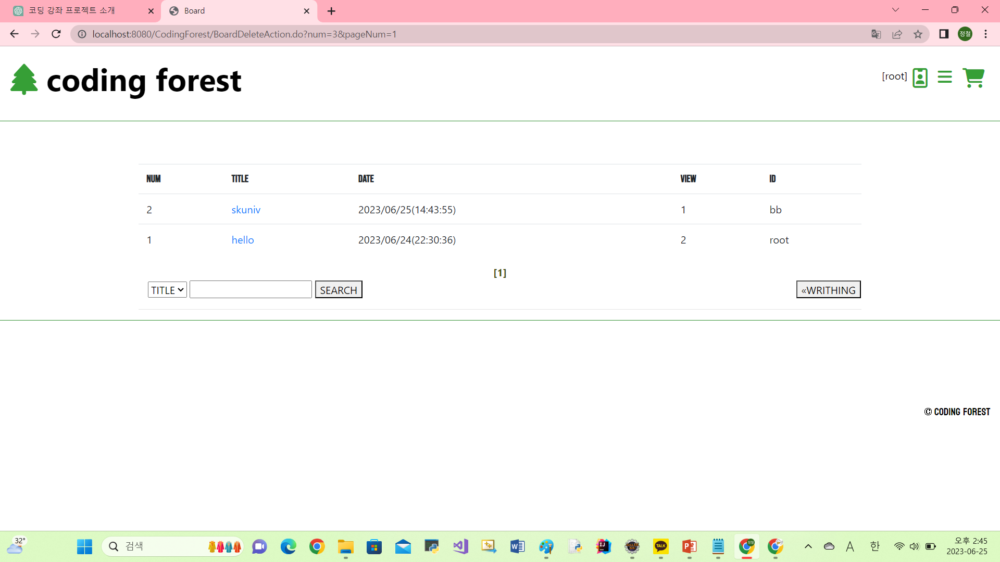 코딩 강좌 프로젝트 소개
Board
localhost:8080/CodingForest/BoardDeleteAction.do?num=3&pageNum=1
정철
coding forest
[root]
NUM TITLE DATE VIEW ID
2 skuniv 2023/06/25(14:43:55) 1 bb
1 hello 2023/06/24(22:30:36) 2 root
[1]
TITLE SEARCH «WRITHING
© CODING FOREST
32°
검색
TALK
A 한
오후 2:45
2023-06-25